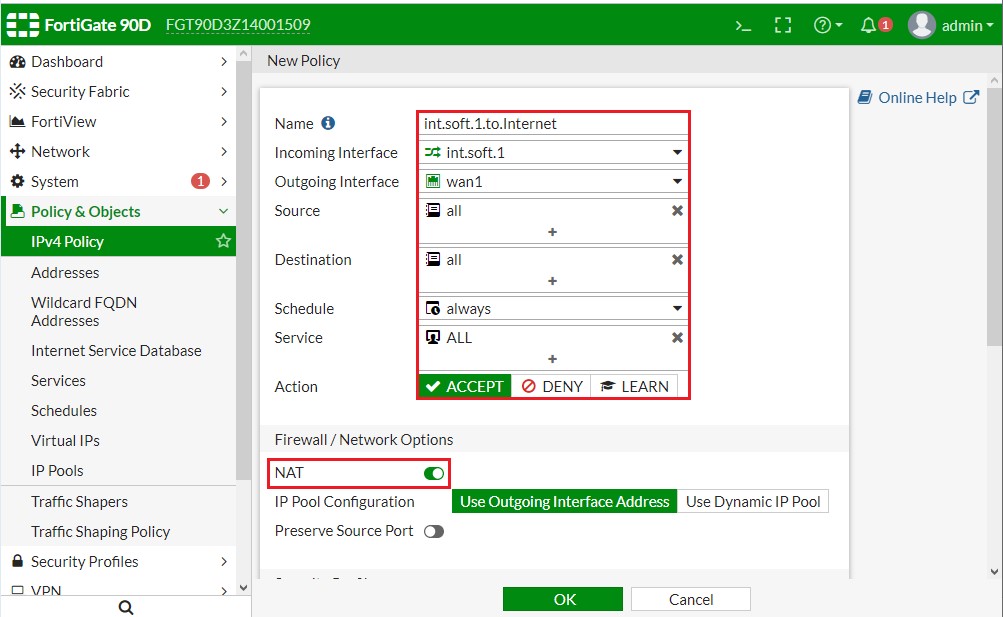 FortiGate 90D FGT90D3Z14001509
>_ 1 admin
Dashboard
Security Fabric
FortiView
Network
System 1
Policy & Objects
IPv4 Policy
Addresses
Wildcard FQDN
Addresses
Internet Service Database
Services
Schedules
Virtual IPs
IP Pools
Traffic Shapers
Traffic Shaping Policy
Security Profiles
VPN
New Policy
Online Help
Name int.soft.1.to.Internet
Incoming Interface int.soft.1
Outgoing Interface wan1
Source all
+
Destination all
+
Schedule always
Service ALL
+
Action ACCEPT DENY LEARN
Firewall / Network Options
NAT
IP Pool Configuration Use Outgoing Interface Address Use Dynamic IP Pool
Preserve Source Port
OK Cancel